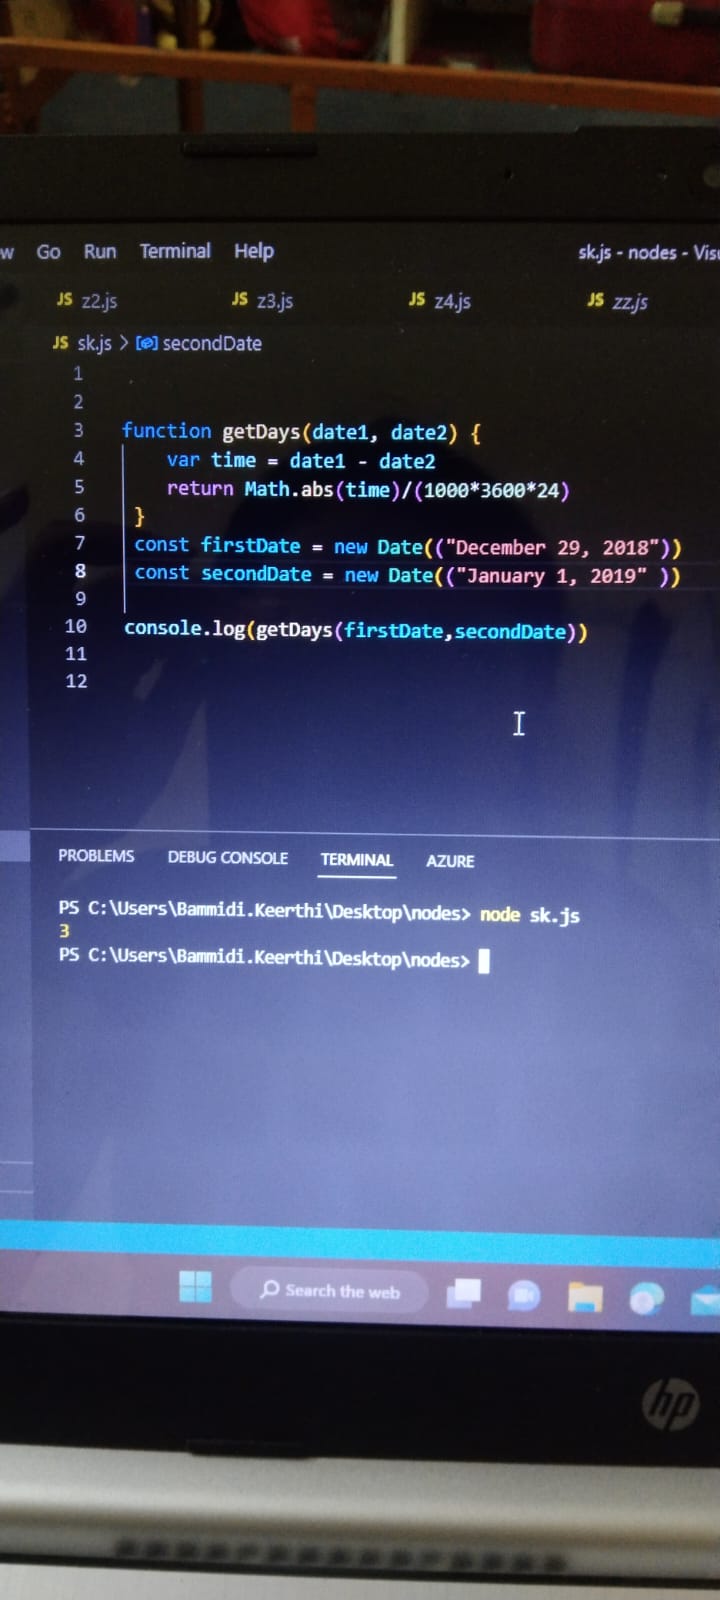 Go Run Terminal Help sk.js - nodes -
JS z2.js JS z3.js JS z4.js JS zz.js
JS sk.js > secondDate
1
2
3 function getDays(date1, date2) {
4 var time = date1 - date2
5 return Math.abs(time)/(1000*3600*24)
6 }
7 const firstDate = new Date(("December 29, 2018"))
8 const secondDate = new Date(("January 1, 2019" ))
9
10 console.log(getDays(firstDate,secondDate))
11
12
PROBLEMS DEBUG CONSOLE TERMINAL AZURE
PS C:\Users\Bammidi.Keerthi\Desktop\nodes> node sk.js
3
PS C:\Users\Bammidi.Keerthi\Desktop\nodes>
Search the web
hp